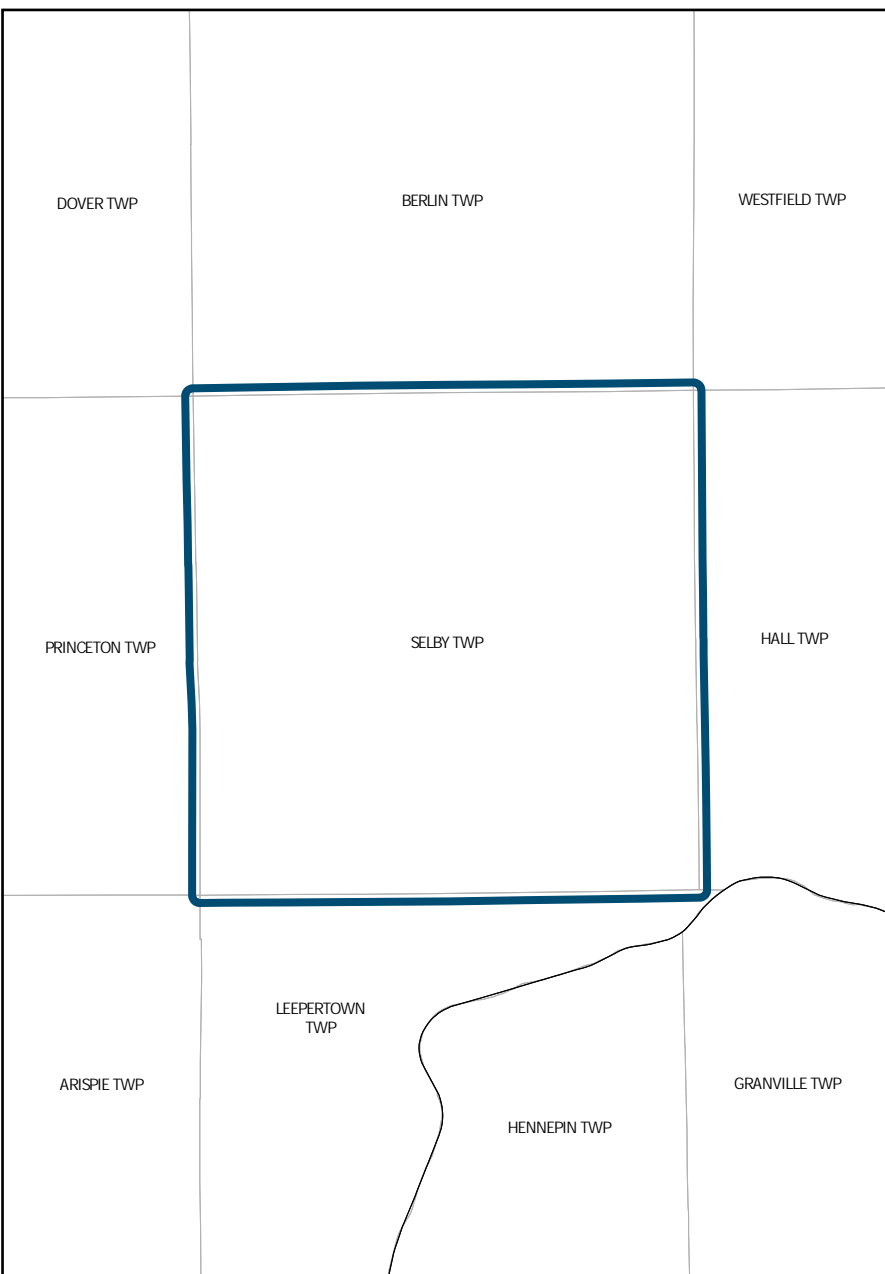 DOVER TWP
BERLIN TWP
WESTFIELD TWP
PRINCETON TWP
SELBY TWP
HALL TWP
LEEPERTOWN
TWP
ARISPIE TWP
HENNEPIN TWP
GRANVILLE TWP